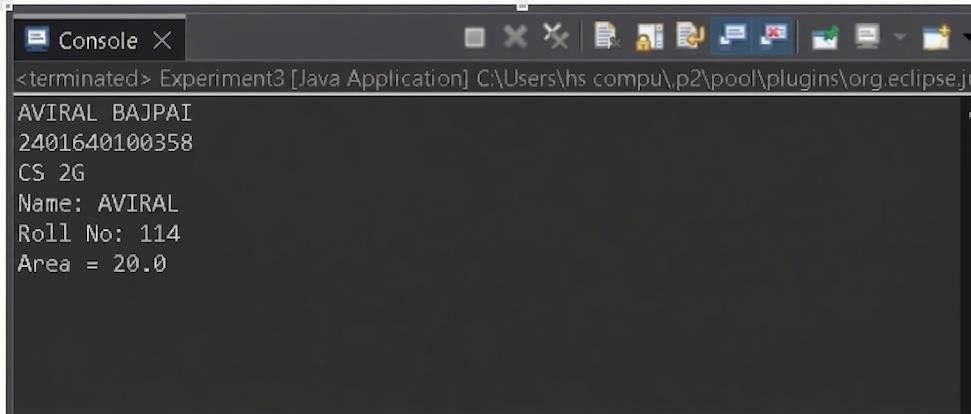 Console
<terminated> Experiment3 [Java Application] C:\Users\hs compu\.p2\pool\plugins\org.eclipse.j
AVIRAL BAJPAI
2401640100358
CS 2G
Name: AVIRAL
Roll No: 114
Area = 20.0